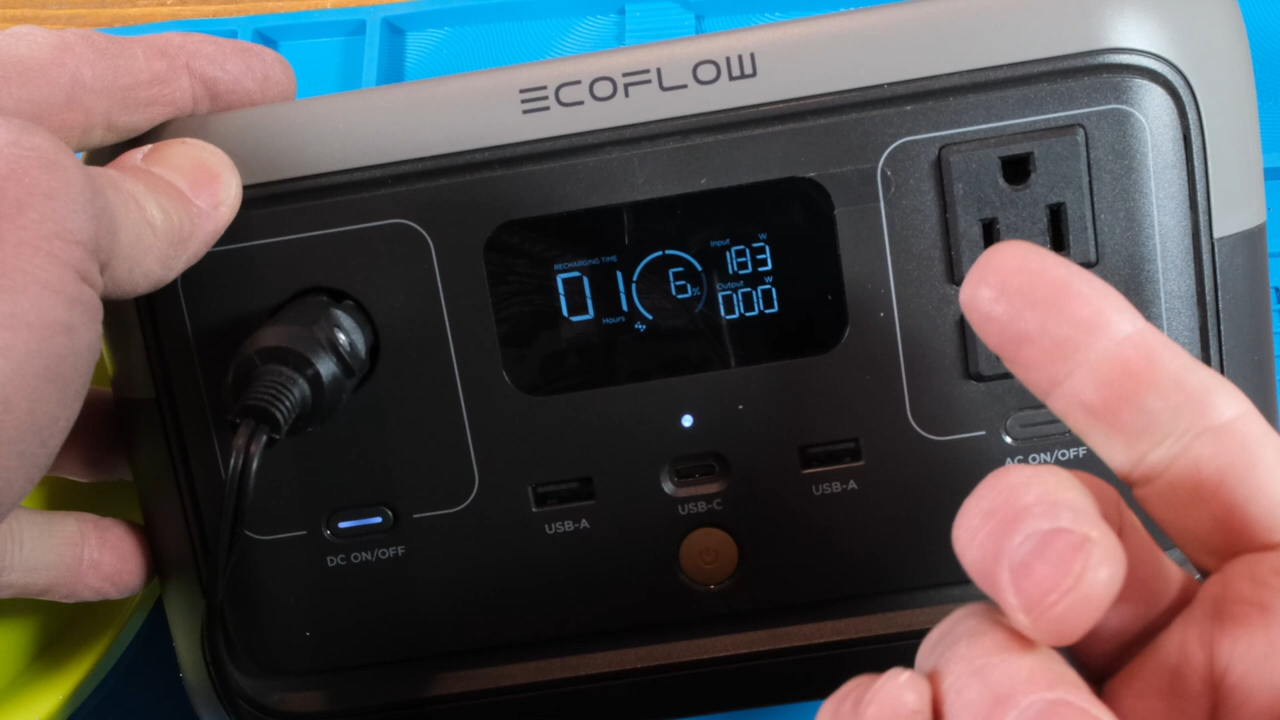 ECOFLOW
RECHARGING TIME
01
Hours
6%
Input W
183
Output W
000
DC ON/OFF
USB-A
USB-C
USB-A
AC ON/OFF